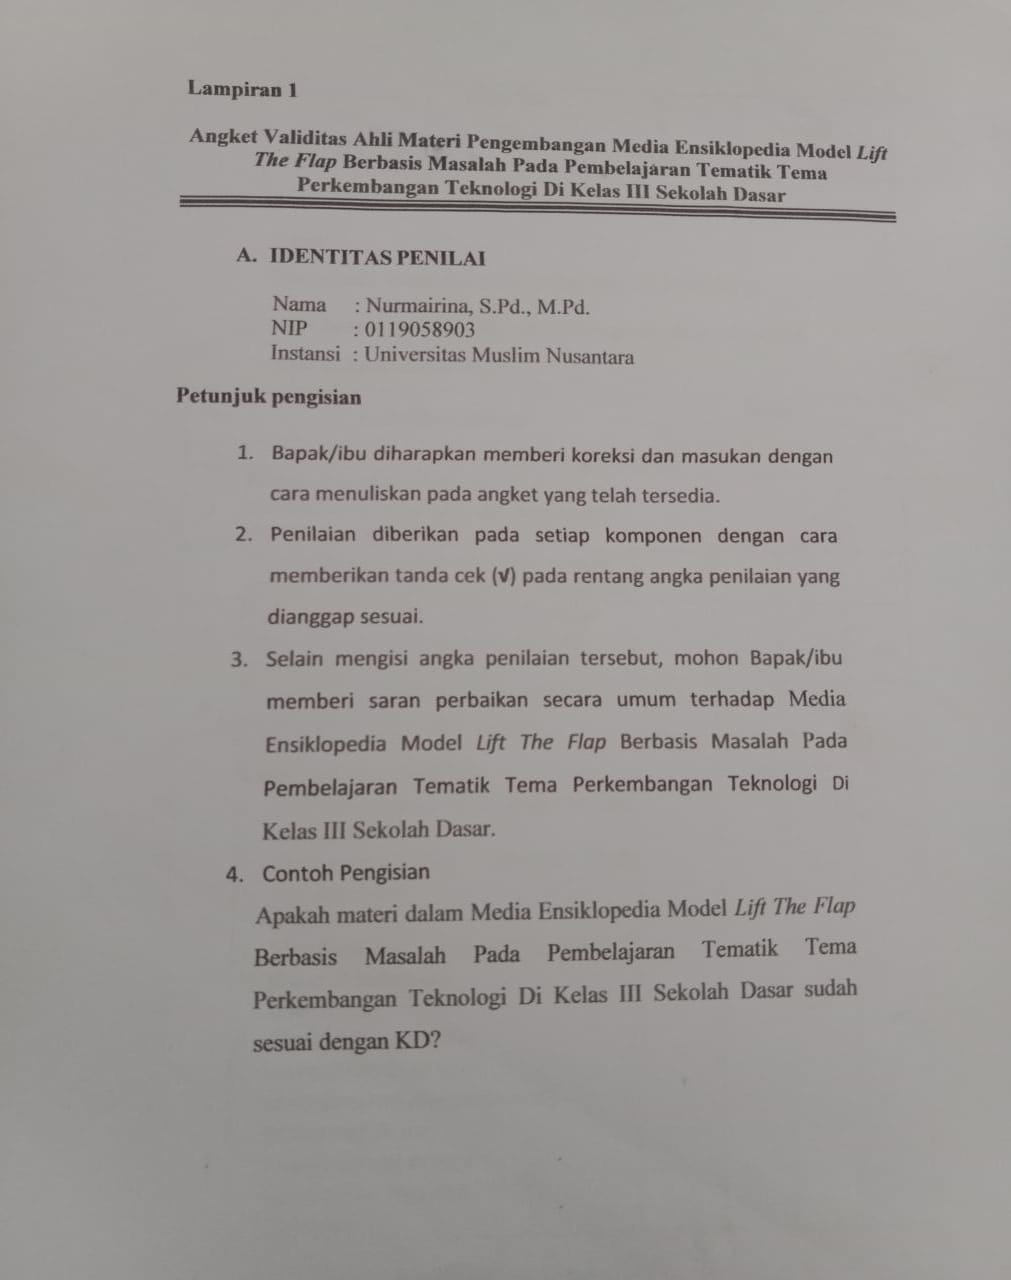 Lampiran 1
Angket Validitas Ahli Materi Pengembangan Media Ensiklopedia Model Lift
The Flap Berbasis Masalah Pada Pembelajaran Tematik Tema
Perkembangan Teknologi Di Kelas III Sekolah Dasar
A. IDENTITAS PENILAI
Nama : Nurmairina, S.Pd., M.Pd.
NIP : 0119058903
Instansi : Universitas Muslim Nusantara
Petunjuk pengisian
1. Bapak/ibu diharapkan memberi koreksi dan masukan dengan
cara menuliskan pada angket yang telah tersedia.
2. Penilaian diberikan pada setiap komponen dengan cara
memberikan tanda cek (√) pada rentang angka penilaian yang
dianggap sesuai.
3. Selain mengisi angka penilaian tersebut, mohon Bapak/ibu
memberi saran perbaikan secara umum terhadap Media
Ensiklopedia Model Lift The Flap Berbasis Masalah Pada
Pembelajaran Tematik Tema Perkembangan Teknologi Di
Kelas III Sekolah Dasar.
4. Contoh Pengisian
Apakah materi dalam Media Ensiklopedia Model Lift The Flap
Berbasis Masalah Pada Pembelajaran Tematik Tema
Perkembangan Teknologi Di Kelas III Sekolah Dasar sudah
sesuai dengan KD?